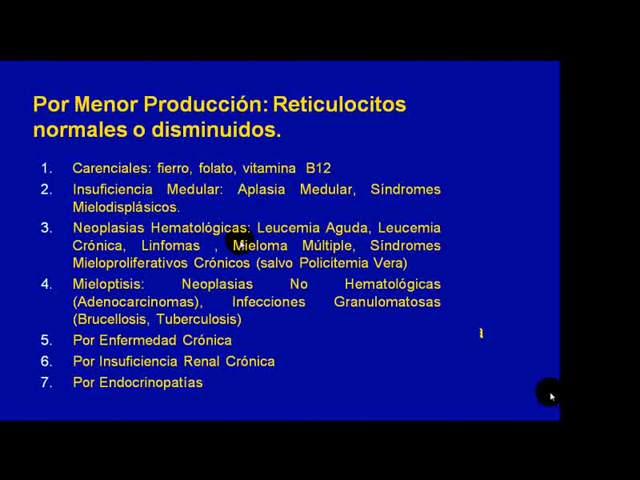 Por Menor Producción: Reticulocitos
normales o disminuidos.
1. Carenciales: fierro, folato, vitamina B12
2. Insuficiencia Medular: Aplasia Medular, Síndromes
Mielodisplásicos.
3. Neoplasias Hematológicas: Leucemia Aguda, Leucemia
Crónica, Linfomas , Mieloma Múltiple, Síndromes
Mieloproliferativos Crónicos (salvo Policitemia Vera)
4. Mieloptisis: Neoplasias No Hematológicas
(Adenocarcinomas), Infecciones Granulomatosas
(Brucellosis, Tuberculosis)
a
5. Por Enfermedad Crónica
6. Por Insuficiencia Renal Crónica
7. Por Endocrinopatías